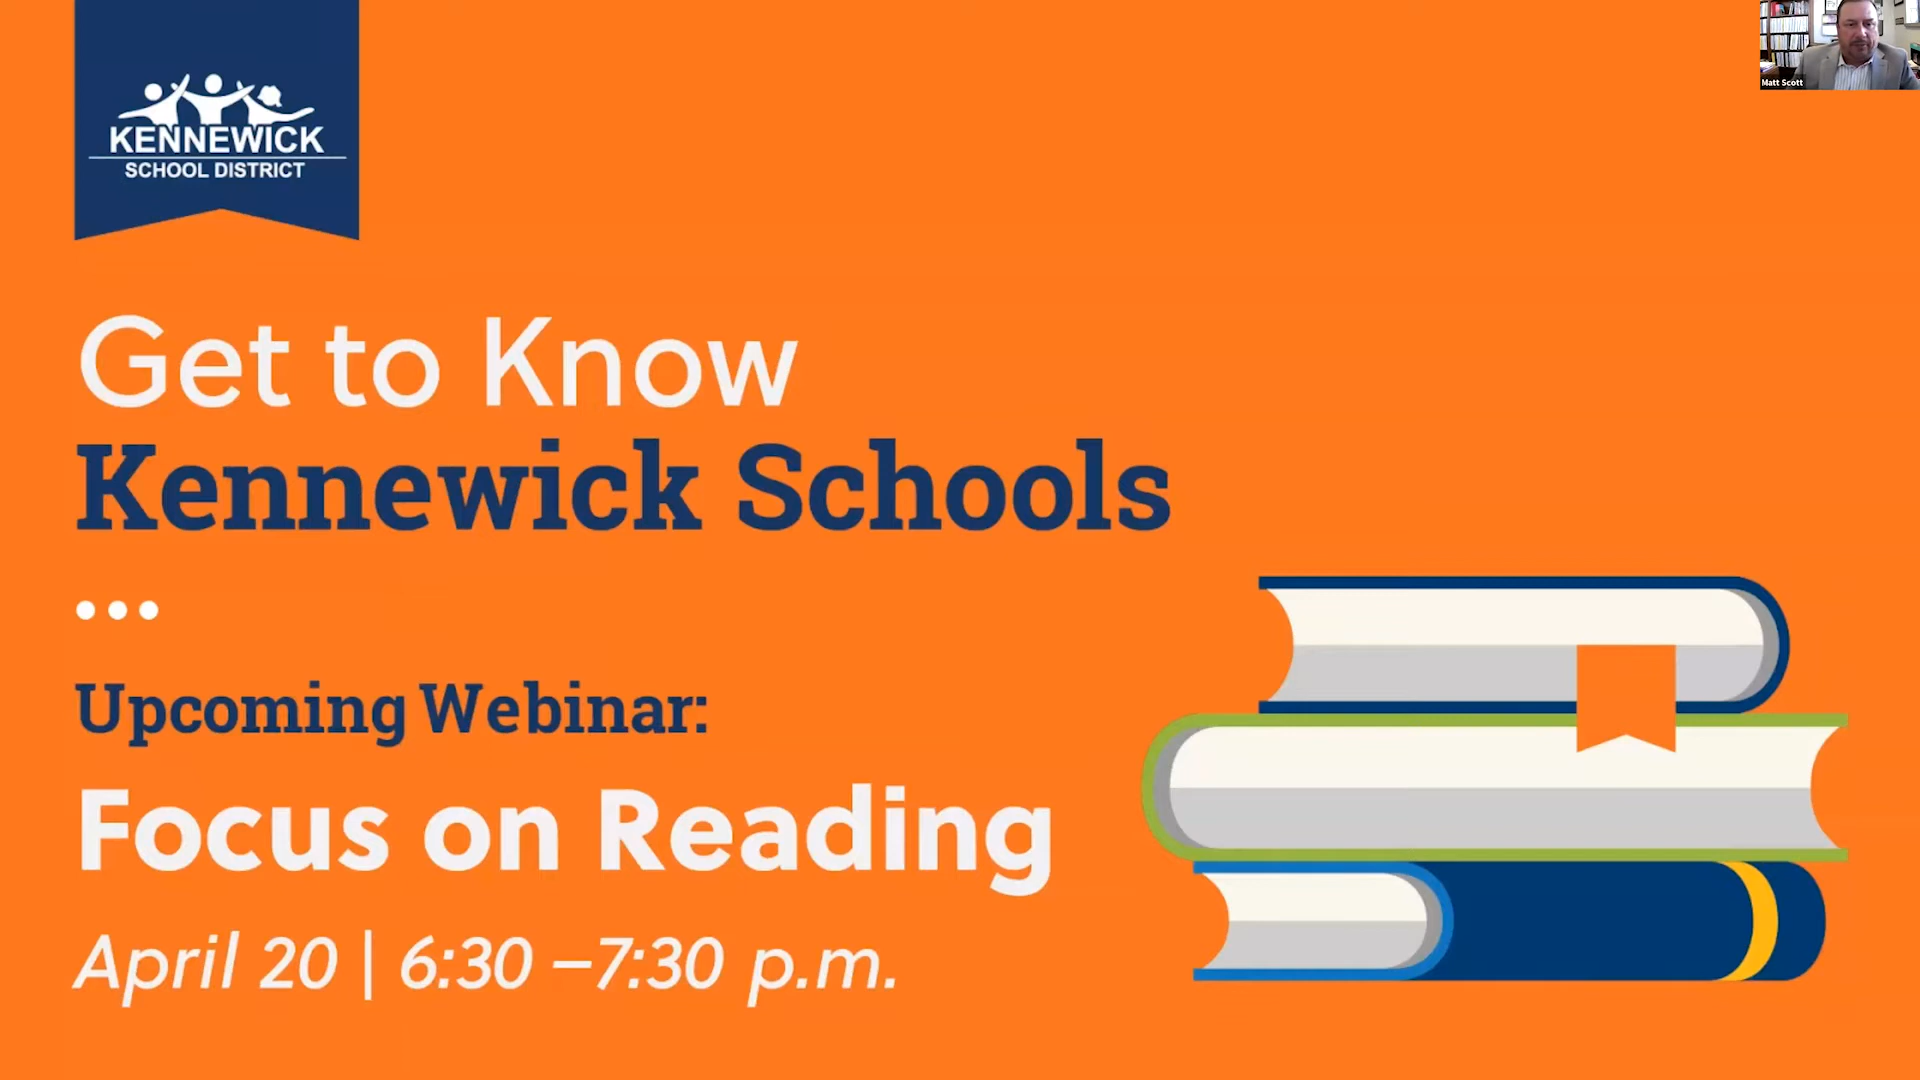 Matt Scott
KENNEWICK
SCHOOL DISTRICT
Get to Know
Kennewick Schools
Upcoming Webinar:
Focus on Reading
April 20 | 6:30 –7:30 p.m.